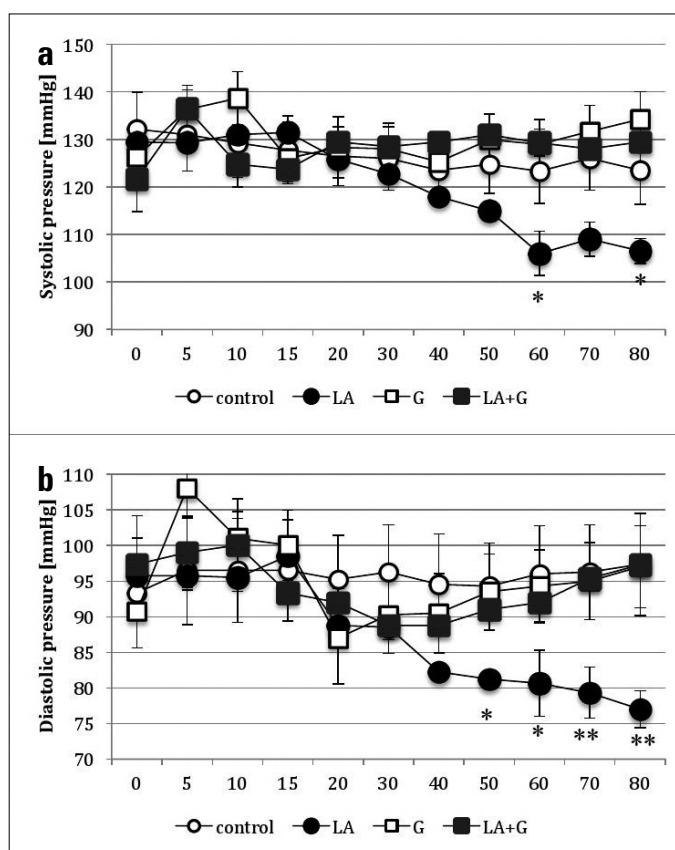 a
Systolic pressure [mmHg]
150
140
130
120
110
100
90
0 5 10 15 20 30 40 50 60 70 80
* *
control LA G LA+G
b
Diastolic pressure [mmHg]
110
105
100
95
90
85
80
75
70
* * ** **
0 5 10 15 20 30 40 50 60 70 80
control LA G LA+G